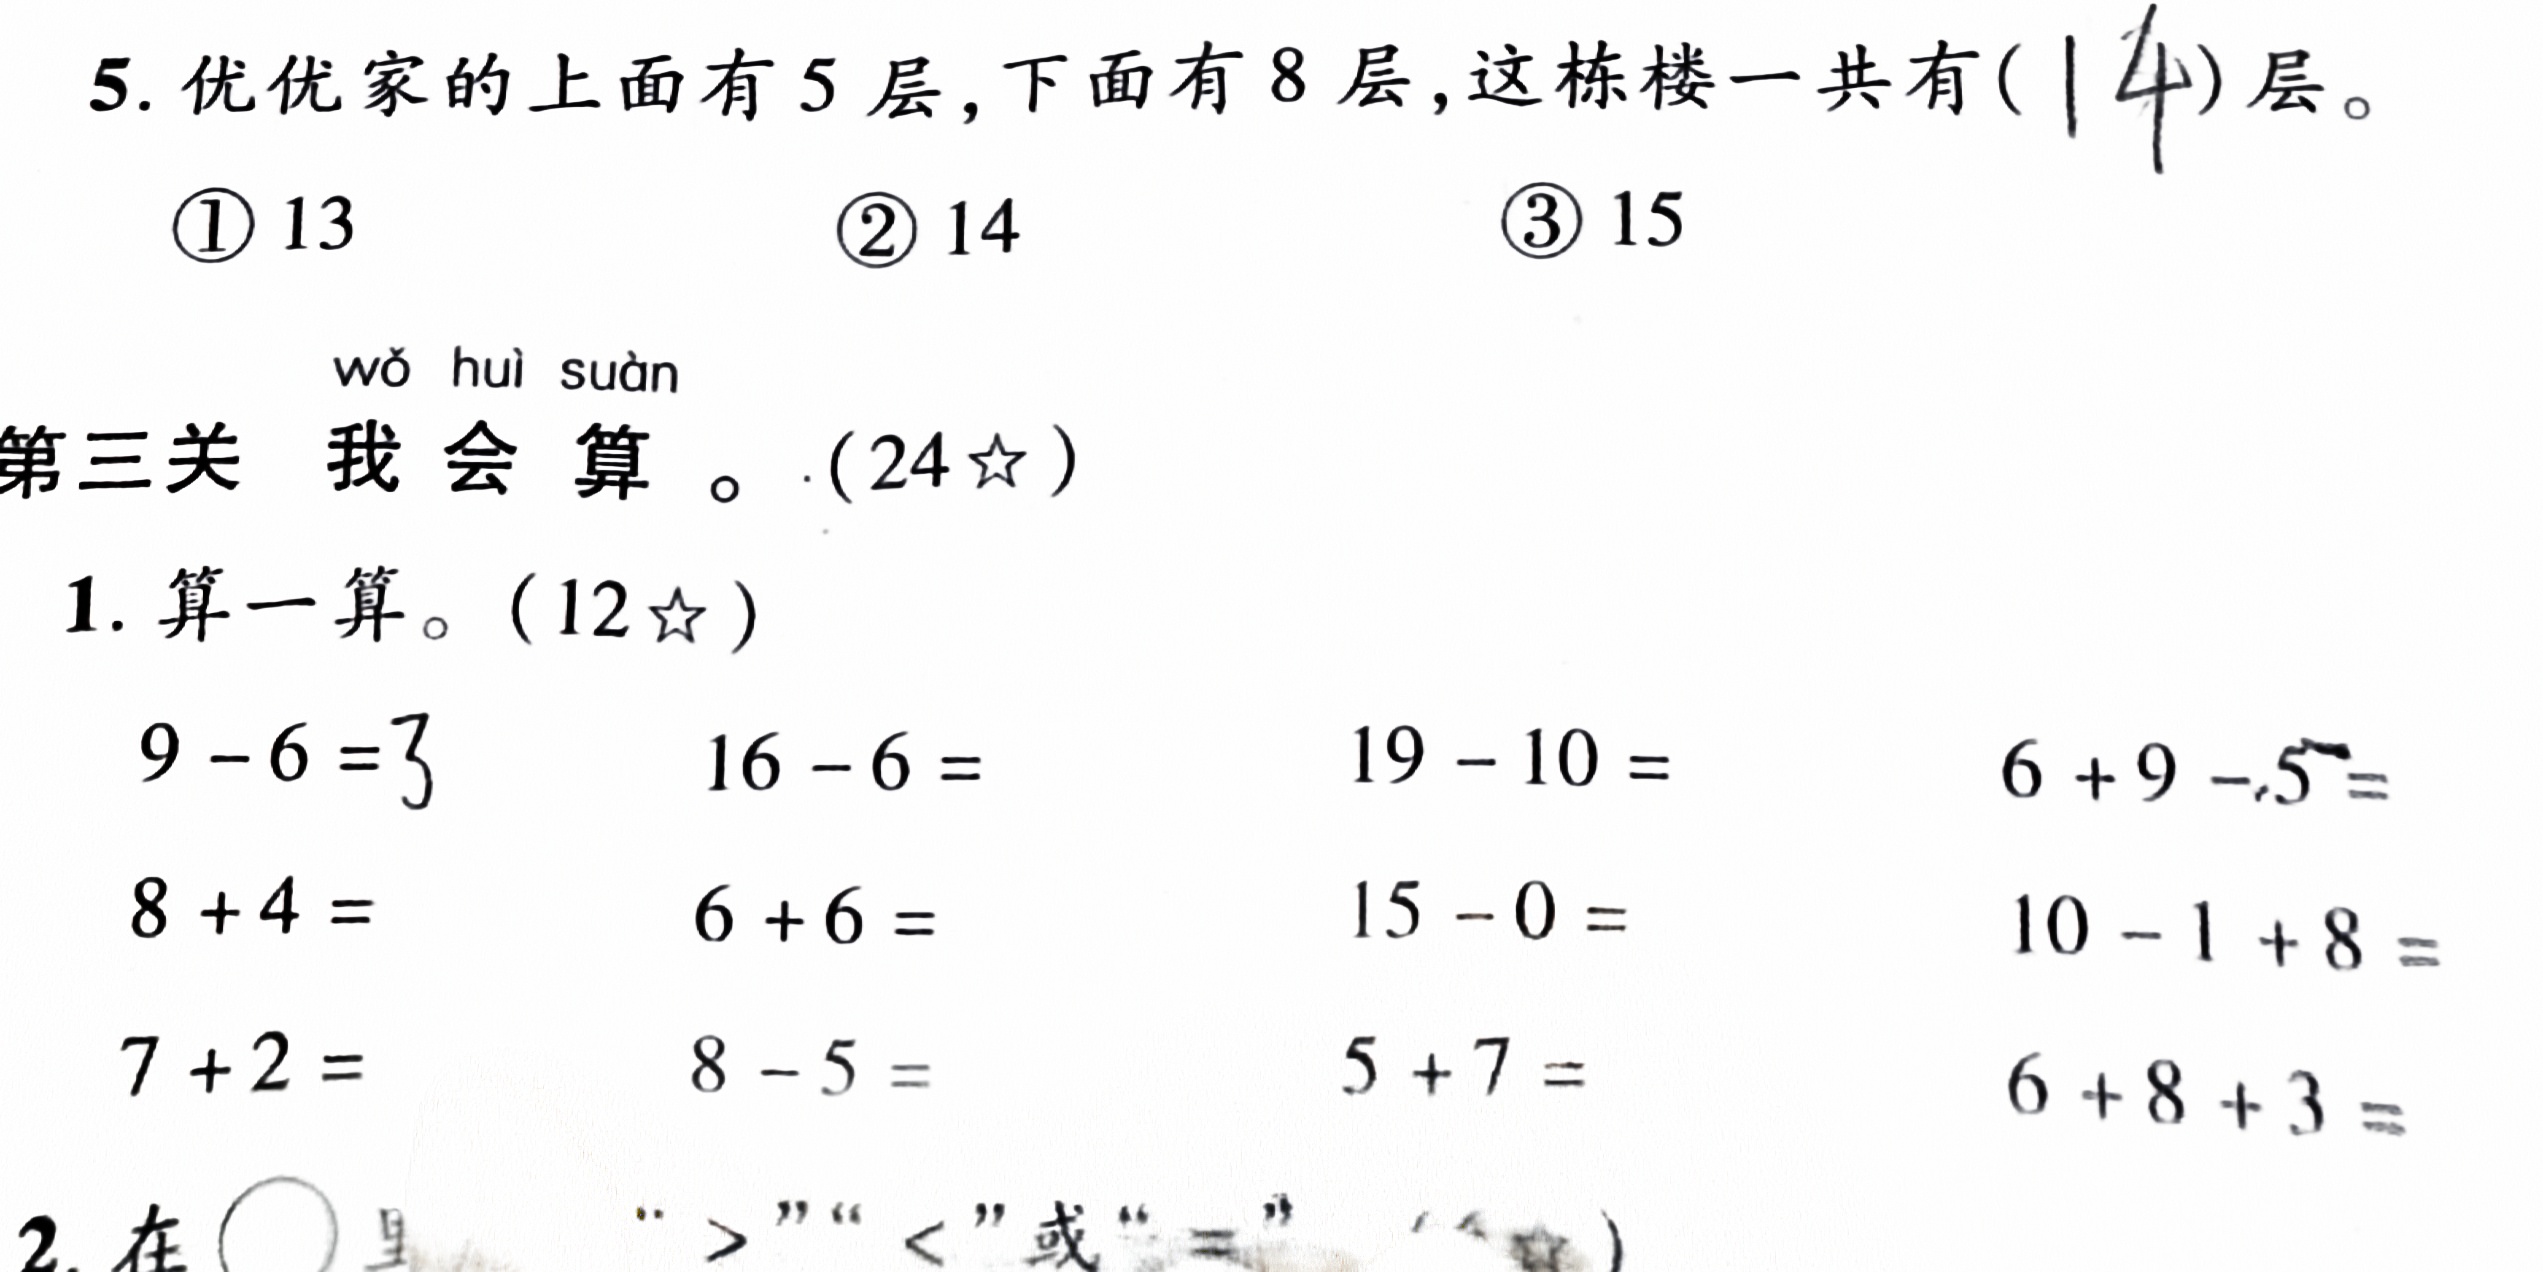 5. 优优家的上面有5层,下面有8层,这栋楼一共有(14)层。
① 13 ② 14 ③ 15
wǒ huì suàn
第三关 我会算。(24☆)
1. 算一算。(12☆)
9-6=3 16-6= 19-10= 6+9-5=
8+4= 6+6= 15-0= 10-1+8=
7+2= 8-5= 5+7= 6+8+3=
2. 在○里 “>”“<”或“=” ☆)